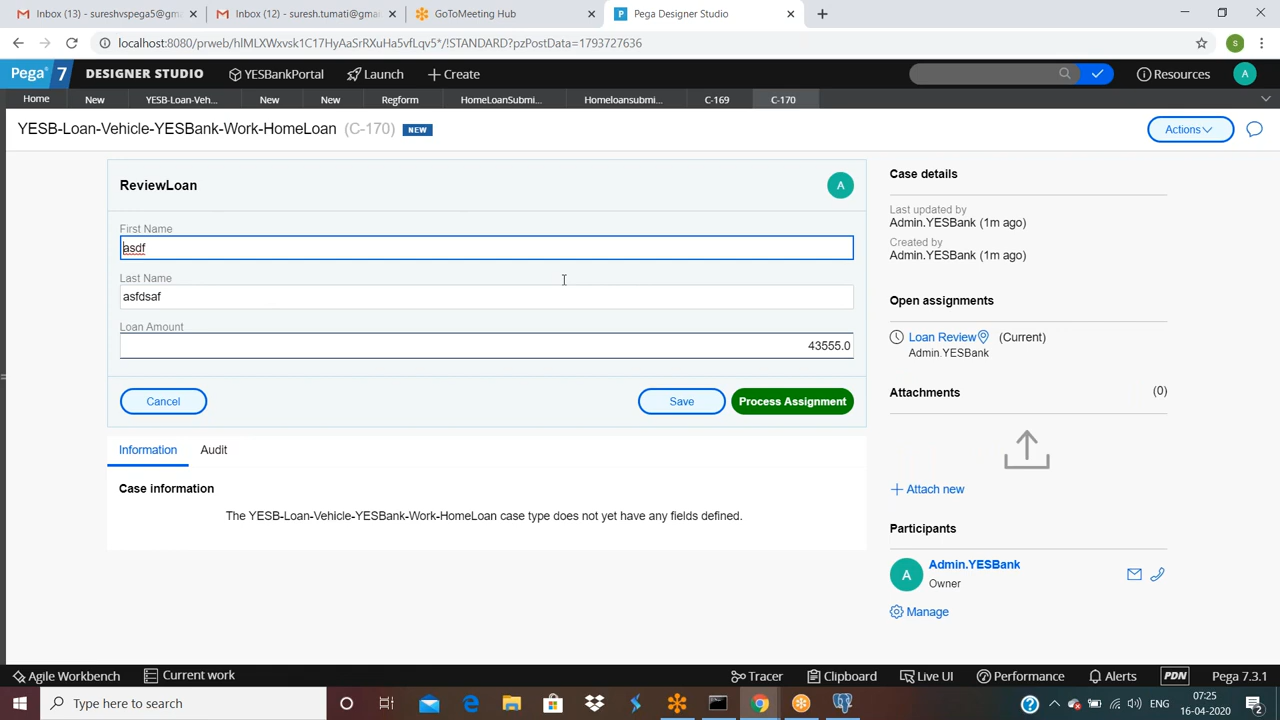 Inbox (13) - sureshvspega5@gm
Inbox (12) - suresh.tumati@gmai
GoToMeeting Hub
Pega Designer Studio
localhost:8080/prweb/hlMLXWxvsk1C17HyAaSrRXuHa5vfLqv5*/!STANDARD?pzPostData=1793727636
S
Pega 7 DESIGNER STUDIO YESBankPortal Launch Create Resources A
Home New YESB-Loan-Veh... New New Regform HomeLoanSubmi... Homeloansubmi... C-169 C-170
YESB-Loan-Vehicle-YESBank-Work-HomeLoan (C-170) NEW
Actions
ReviewLoan
A
First Name
asdf
Last Name
asfdsaf
Loan Amount
43555.0
Cancel Save Process Assignment
Information Audit
Case information
The YESB-Loan-Vehicle-YESBank-Work-HomeLoan case type does not yet have any fields defined.
Case details
Last updated by
Admin.YESBank (1m ago)
Created by
Admin.YESBank (1m ago)
Open assignments
Loan Review (Current)
Admin.YESBank
Attachments (0)
Attach new
Participants
A
Admin.YESBank
Owner
Manage
Agile Workbench Current work Tracer Clipboard Live UI Performance Alerts PDN Pega 7.3.1
Type here to search
ENG
07:25
16-04-2020
2